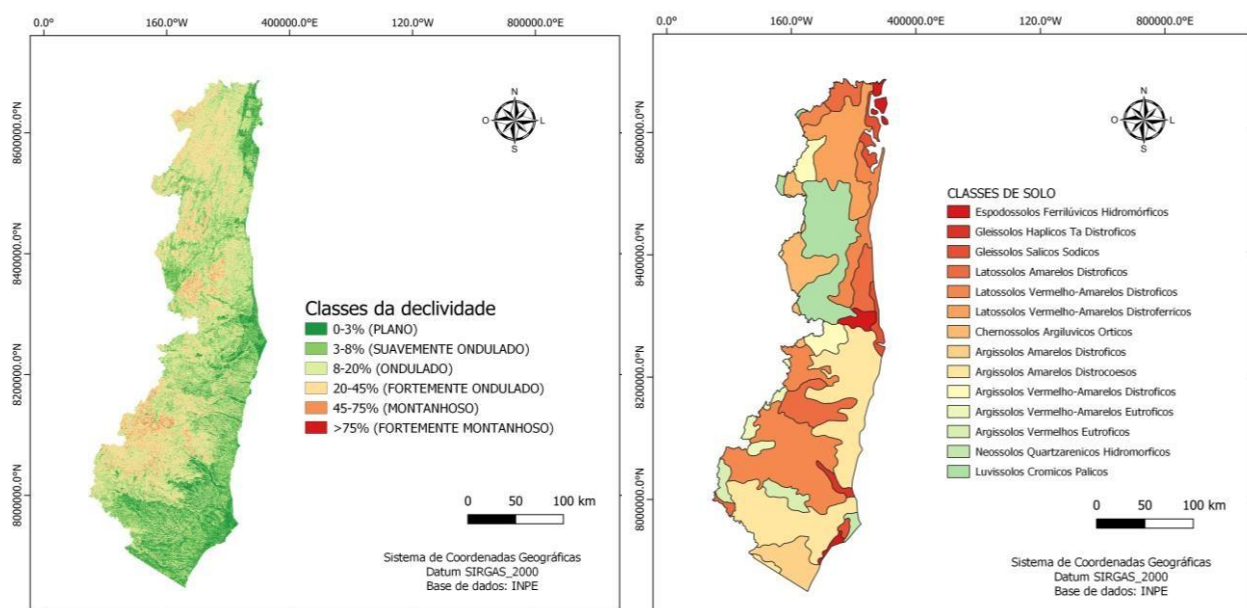 0.0° 160.0°W 400000.0°E 120.0°W 800000.0°E
N
O L
S
8600000.0°N
8400000.0°N
8200000.0°N
8000000.0°N
Classes da declividade
0-3% (PLANO)
3-8% (SUAVEMENTE ONDULADO)
8-20% (ONDULADO)
20-45% (FORTEMENTE ONDULADO)
45-75% (MONTANHOSO)
>75% (FORTEMENTE MONTANHOSO)
0 50 100 km
Sistema de Coordenadas Geográficas
Datum SIRGAS_2000
Base de dados: INPE
0.0° 160.0°W 400000.0°E 120.0°W 800000.0°E
N
O L
S
8600000.0°N
8400000.0°N
8200000.0°N
8000000.0°N
CLASSES DE SOLO
Espodossolos Ferrilúvicos Hidromórficos
Gleissolos Haplicos Ta Distroficos
Gleissolos Salicos Sodicos
Latossolos Amarelos Distroficos
Latossolos Vermelho-Amarelos Distroficos
Latossolos Vermelho-Amarelos Distroferricos
Chernossolos Argiluvicos Orticos
Argissolos Amarelos Distroficos
Argissolos Amarelos Distrocoesos
Argissolos Vermelho-Amarelos Distroficos
Argissolos Vermelho-Amarelos Eutroficos
Argissolos Vermelhos Eutroficos
Neossolos Quartzarenicos Hidromorficos
Luvissolos Cromicos Palicos
0 50 100 km
Sistema de Coordenadas Geográficas
Datum SIRGAS_2000
Base de dados: INPE